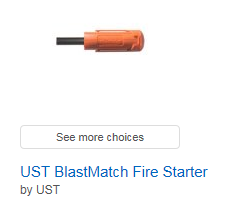 See more choices
UST BlastMatch Fire Starter
by UST